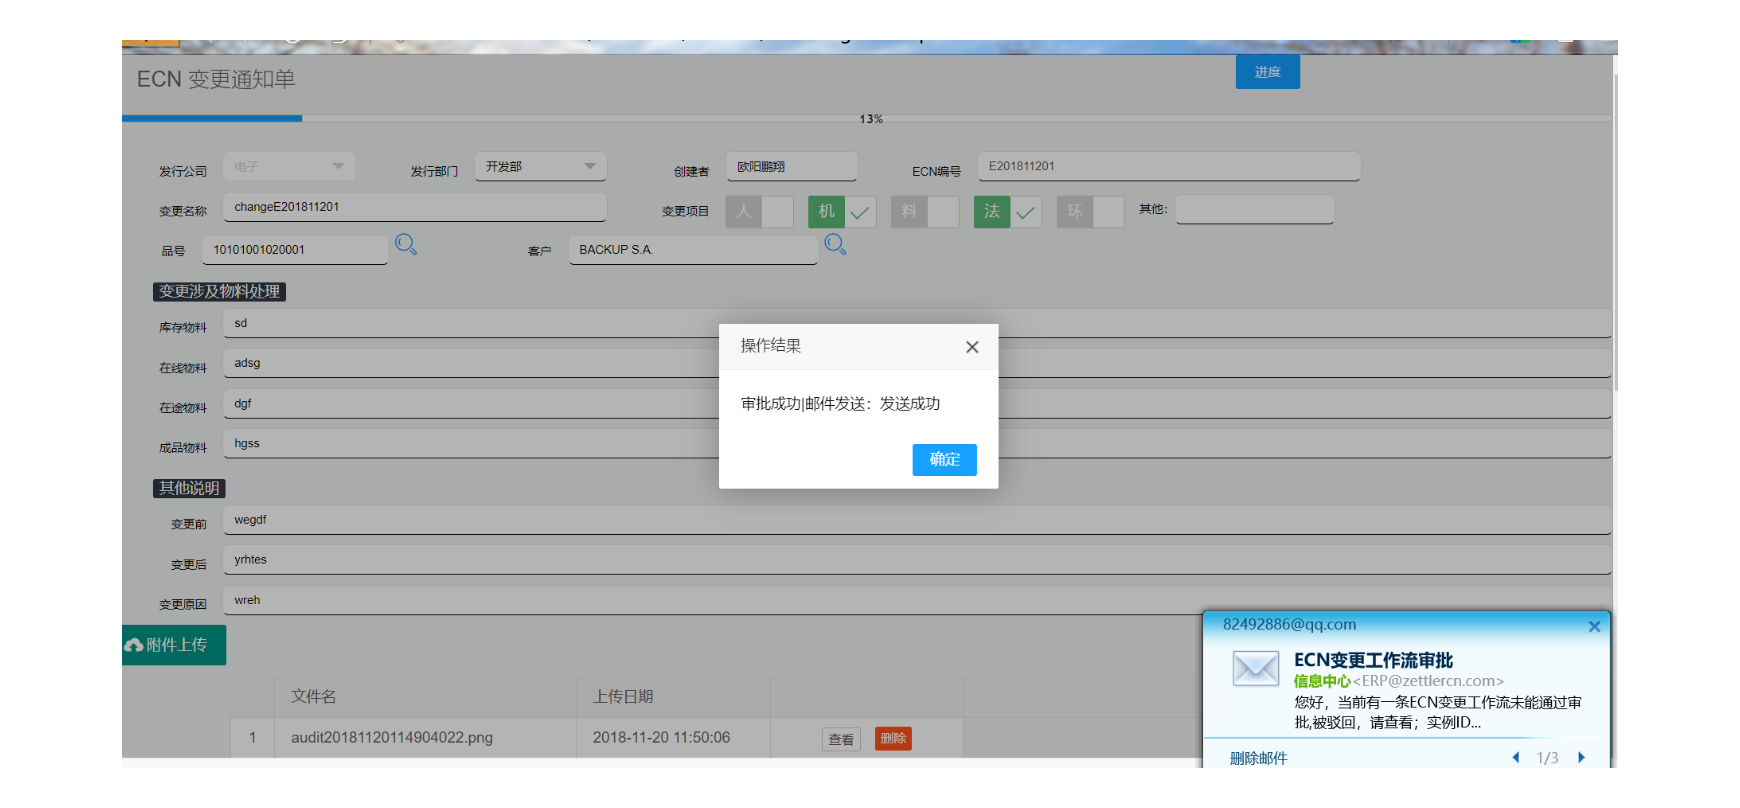 ECN 变更通知单
进度
13%
发行公司 电子 发行部门 开发部 创建者 欧阳鹏翔 ECN编号 E201811201
变更名称 changeE201811201 变更项目 人 机 料 法 环 其他:
品号 10101001020001 客户 BACKUP S.A.
变更涉及物料处理
库存物料 sd
在线物料 adsg
在途物料 dgf
成品物料 hgss
操作结果
审批成功|邮件发送：发送成功
确定
其他说明
变更前 wegdf
变更后 yrhtes
变更原因 wreh
附件上传
文件名 上传日期
1 audit20181120114904022.png 2018-11-20 11:50:06 查看 删除
82492886@qq.com
ECN变更工作流审批
信息中心<ERP@zettlercn.com>
您好，当前有一条ECN变更工作流未能通过审
批,被驳回，请查看；实例ID...
删除邮件 1/3